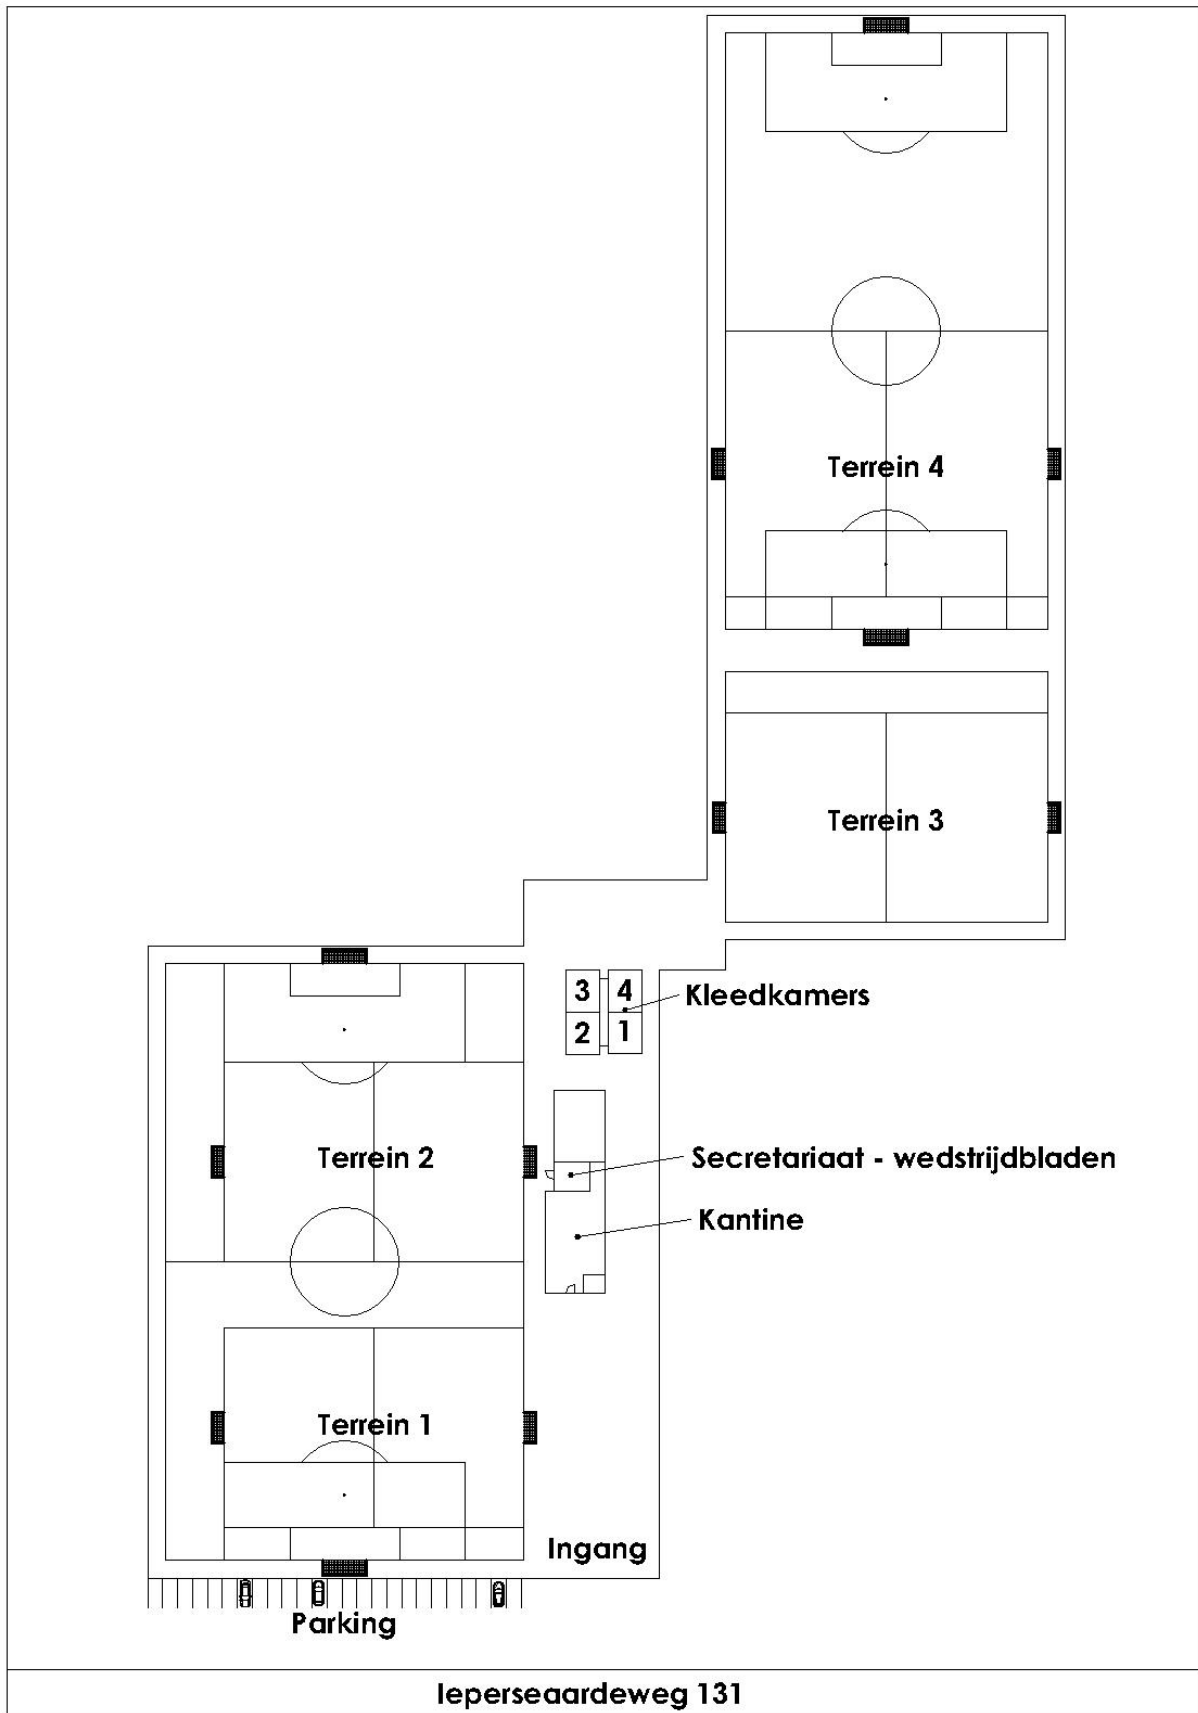 Terrein 4
Terrein 3
3 4
Kleedkamers
2 1
Terrein 2
Secretariaat - wedstrijdbladen
Kantine
Terrein 1
Ingang
Parking
Ieperseaardeweg 131